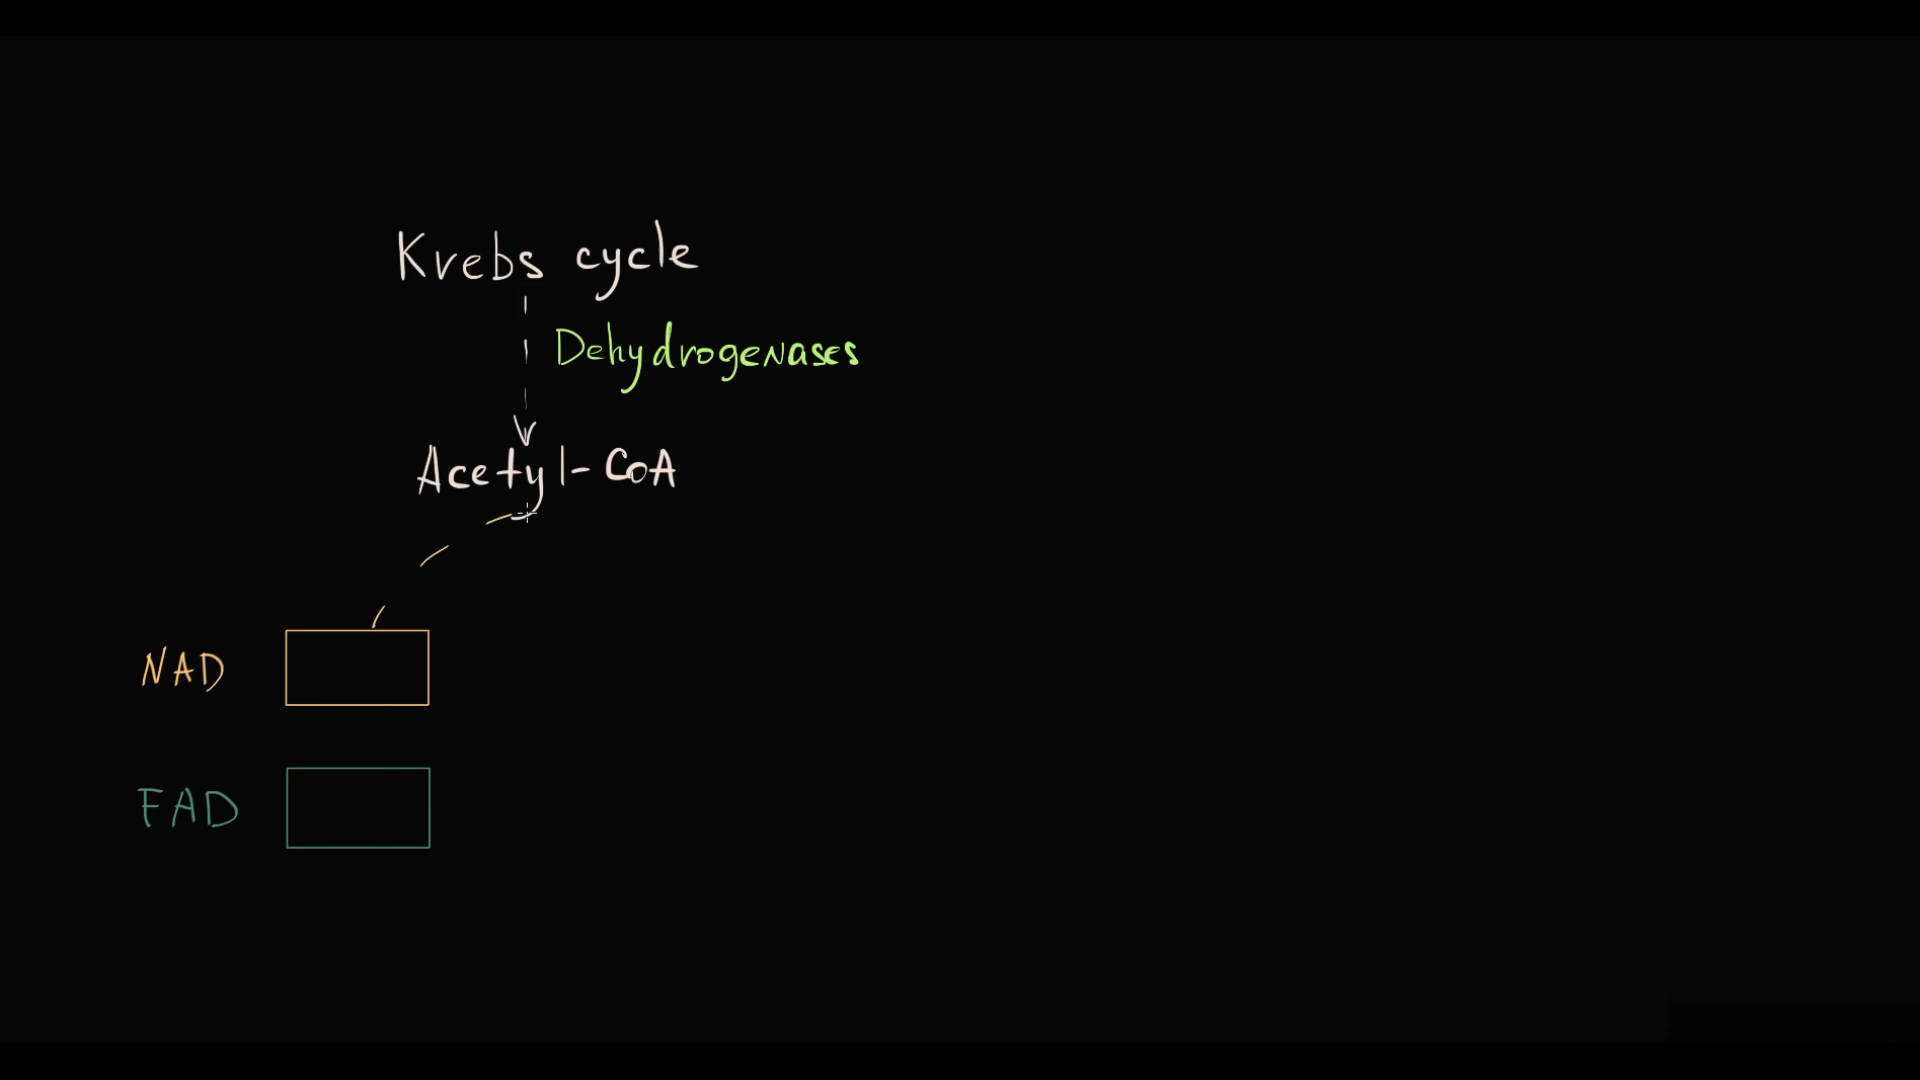 Krebs cycle
Dehydrogenases
Acetyl-CoA
NAD
FAD